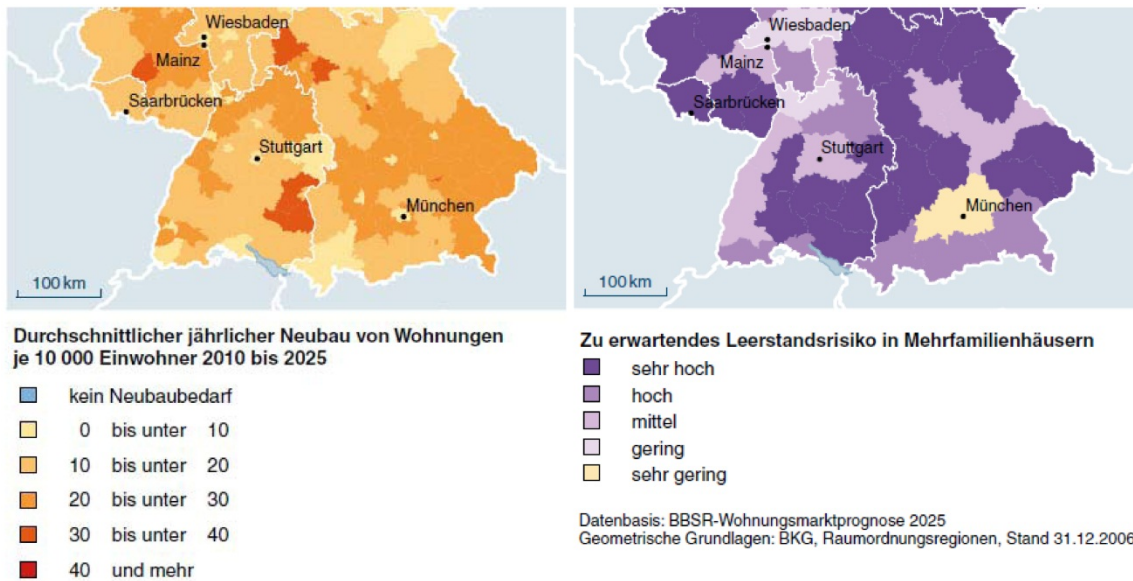 Wiesbaden
Mainz
Saarbrücken
Stuttgart
München
100 km
Durchschnittlicher jährlicher Neubau von Wohnungen
je 10 000 Einwohner 2010 bis 2025
kein Neubaubedarf
0 bis unter 10
10 bis unter 20
20 bis unter 30
30 bis unter 40
40 und mehr
Wiesbaden
Mainz
Saarbrücken
Stuttgart
München
100 km
Zu erwartendes Leerstandsrisiko in Mehrfamilienhäusern
sehr hoch
hoch
mittel
gering
sehr gering
Datenbasis: BBSR-Wohnungsmarktprognose 2025
Geometrische Grundlagen: BKG, Raumordnungsregionen, Stand 31.12.2006